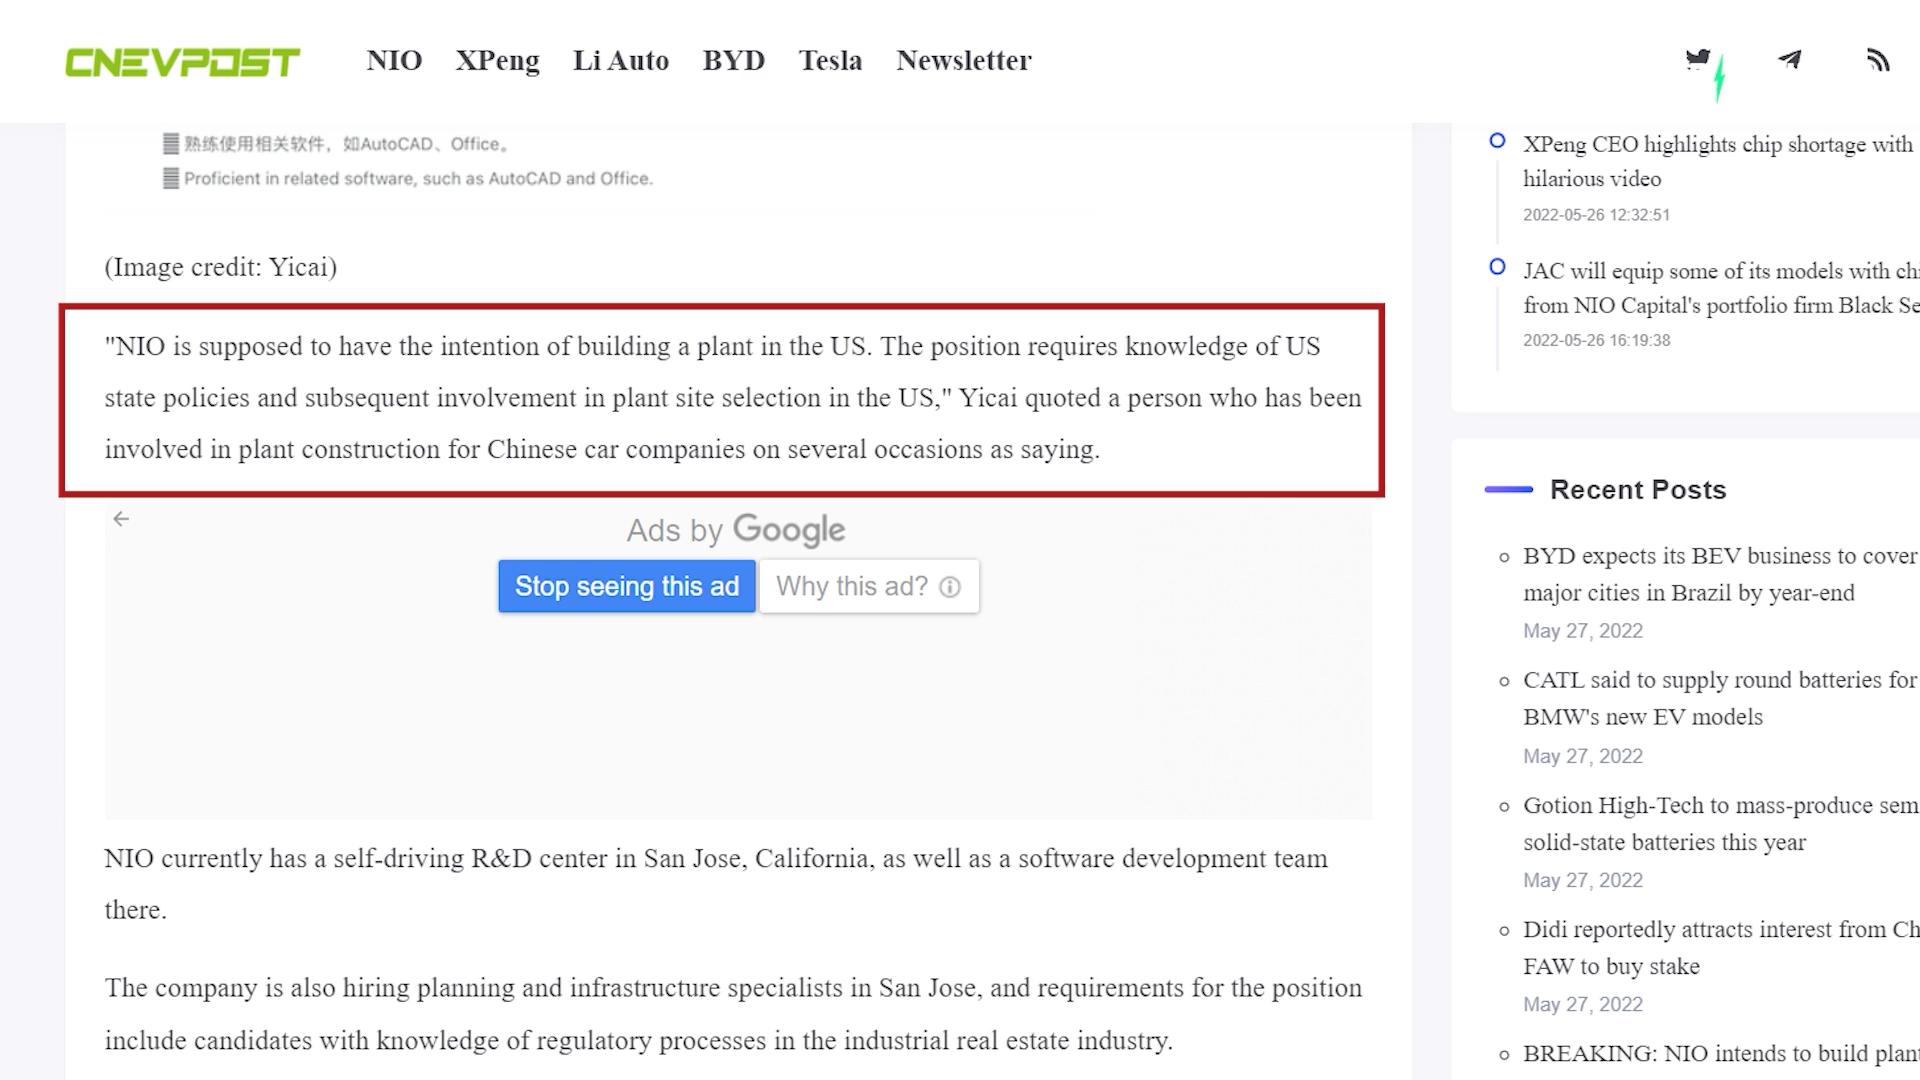 CNEVPOST
NIO XPeng Li Auto BYD Tesla Newsletter
熟练使用相关软件，如AutoCAD、Office。
Proficient in related software, such as AutoCAD and Office.
(Image credit: Yicai)
"NIO is supposed to have the intention of building a plant in the US. The position requires knowledge of US
state policies and subsequent involvement in plant site selection in the US," Yicai quoted a person who has been
involved in plant construction for Chinese car companies on several occasions as saying.
Ads by Google
Stop seeing this ad Why this ad?
NIO currently has a self-driving R&D center in San Jose, California, as well as a software development team
there.
The company is also hiring planning and infrastructure specialists in San Jose, and requirements for the position
include candidates with knowledge of regulatory processes in the industrial real estate industry.
XPeng CEO highlights chip shortage with
hilarious video
2022-05-26 12:32:51
JAC will equip some of its models with
from NIO Capital's portfolio firm Black
2022-05-26 16:19:38
Recent Posts
BYD expects its BEV business to cover
major cities in Brazil by year-end
May 27, 2022
CATL said to supply round batteries for
BMW's new EV models
May 27, 2022
Gotion High-Tech to mass-produce
solid-state batteries this year
May 27, 2022
Didi reportedly attracts interest from
FAW to buy stake
May 27, 2022
BREAKING: NIO intends to build plant